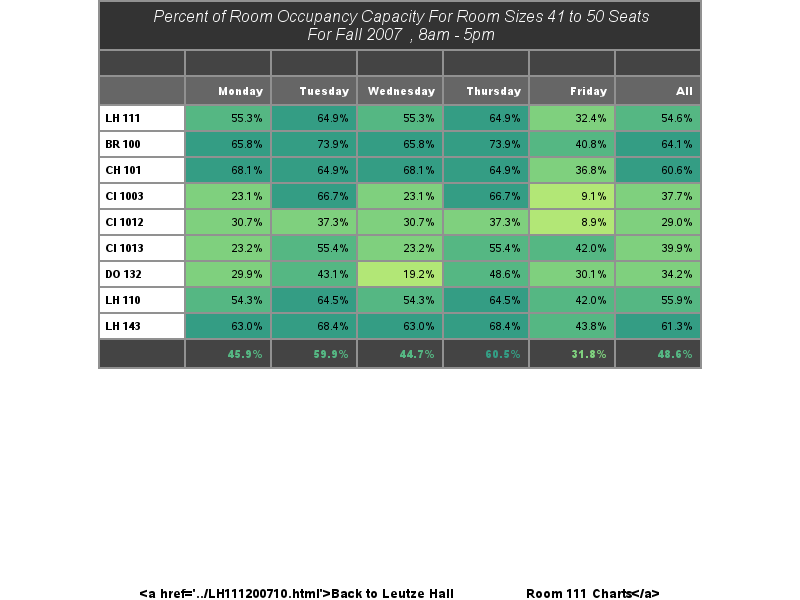 Percent of Room Occupancy Capacity For Room Sizes 41 to 50 Seats
For Fall 2007 , 8am - 5pm
Monday Tuesday Wednesday Thursday Friday All
LH 111 55.3% 64.9% 55.3% 64.9% 32.4% 54.6%
BR 100 65.8% 73.9% 65.8% 73.9% 40.8% 64.1%
CH 101 68.1% 64.9% 68.1% 64.9% 36.8% 60.6%
CI 1003 23.1% 66.7% 23.1% 66.7% 9.1% 37.7%
CI 1012 30.7% 37.3% 30.7% 37.3% 8.9% 29.0%
CI 1013 23.2% 55.4% 23.2% 55.4% 42.0% 39.9%
DO 132 29.9% 43.1% 19.2% 48.6% 30.1% 34.2%
LH 110 54.3% 64.5% 54.3% 64.5% 42.0% 55.9%
LH 143 63.0% 68.4% 63.0% 68.4% 43.8% 61.3%
45.9% 59.9% 44.7% 60.5% 31.8% 48.6%
<a href='../LH111200710.html'>Back to Leutze Hall Room 111 Charts</a>